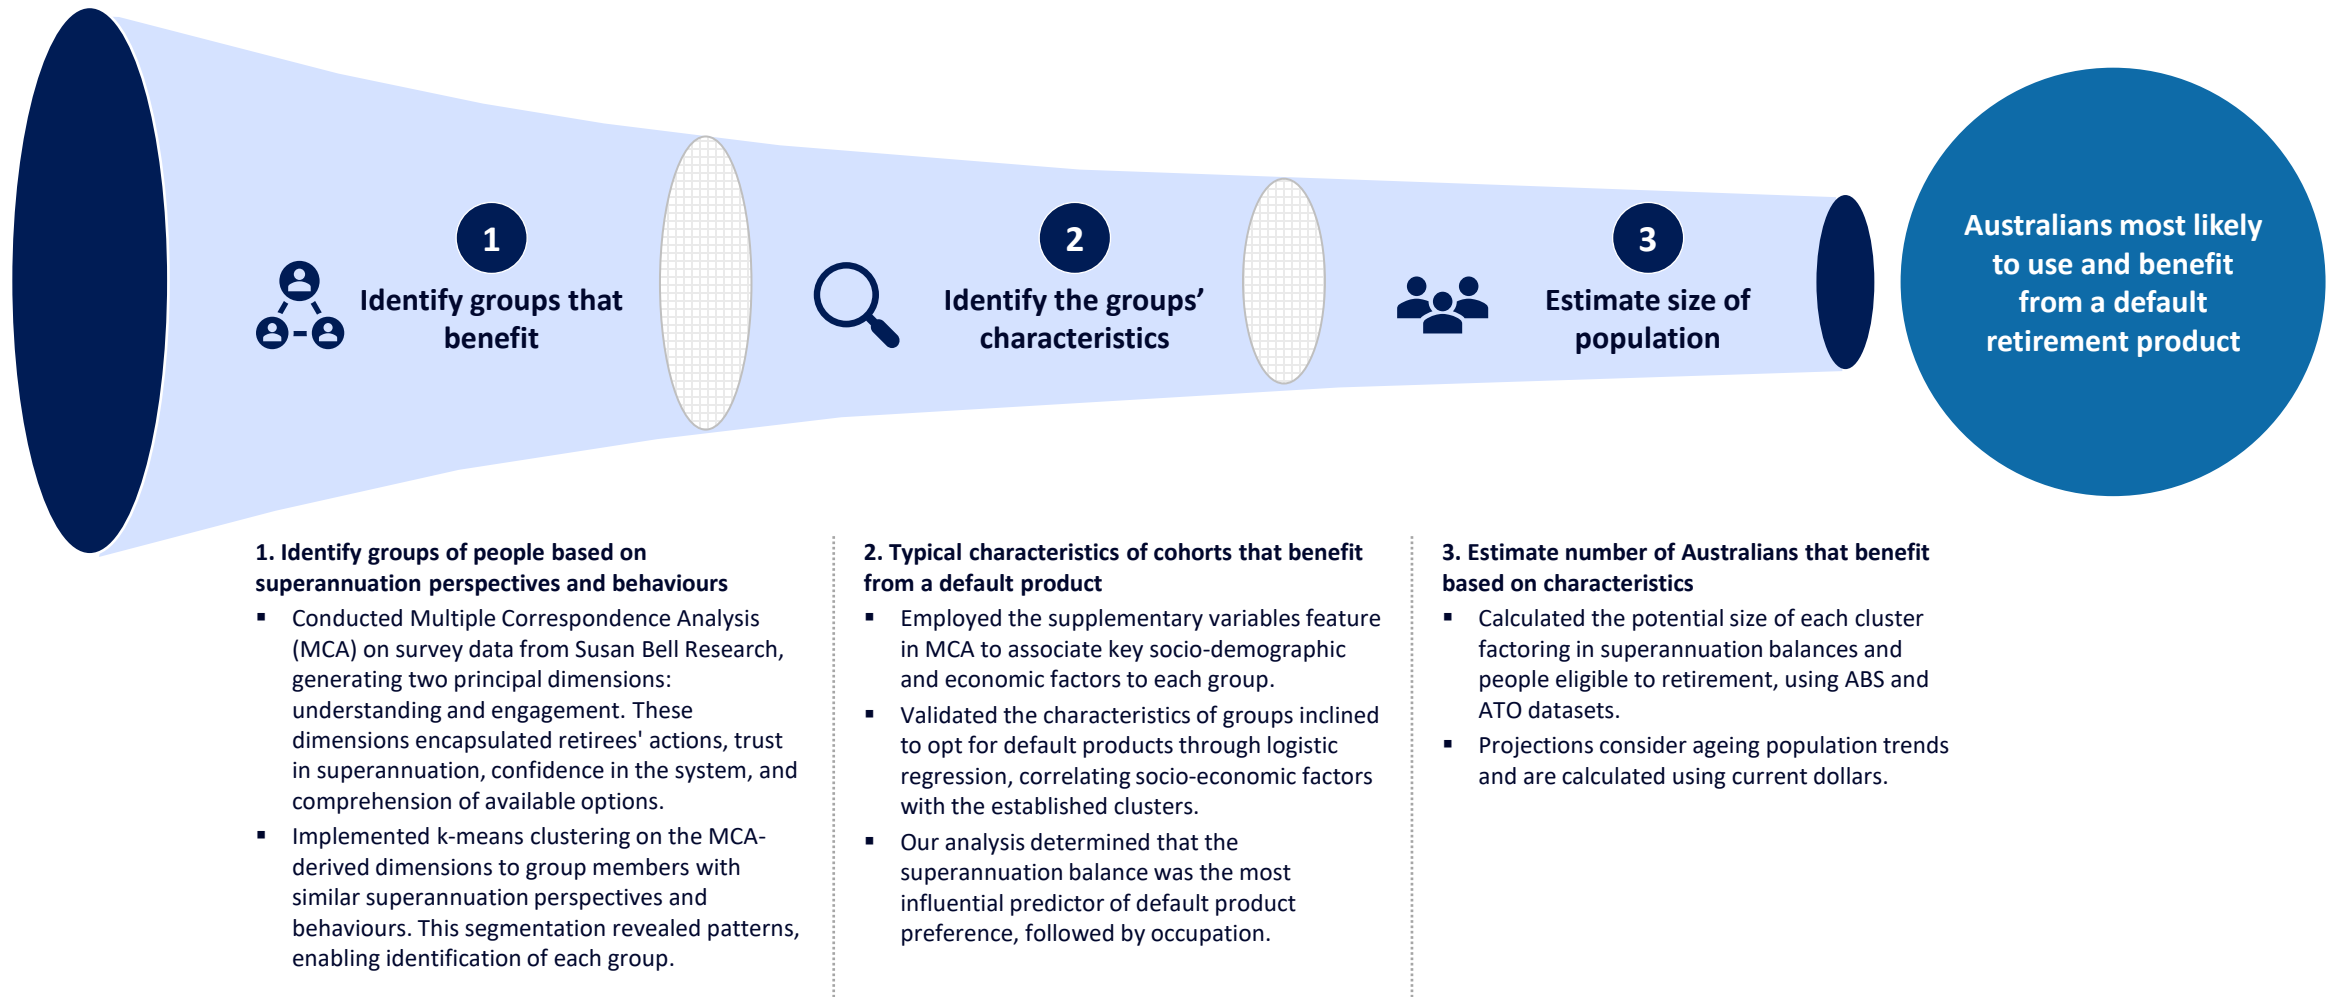 1
Identify groups that
benefit
2
Identify the groups’
characteristics
3
Estimate size of
population
Australians most likely
to use and benefit
from a default
retirement product
1. Identify groups of people based on
superannuation perspectives and behaviours
▪ Conducted Multiple Correspondence Analysis
(MCA) on survey data from Susan Bell Research,
generating two principal dimensions:
understanding and engagement. These
dimensions encapsulated retirees' actions, trust
in superannuation, confidence in the system, and
comprehension of available options.
▪ Implemented k-means clustering on the MCA-
derived dimensions to group members with
similar superannuation perspectives and
behaviours. This segmentation revealed patterns,
enabling identification of each group.
2. Typical characteristics of cohorts that benefit
from a default product
▪ Employed the supplementary variables feature
in MCA to associate key socio-demographic
and economic factors to each group.
▪ Validated the characteristics of groups inclined
to opt for default products through logistic
regression, correlating socio-economic factors
with the established clusters.
▪ Our analysis determined that the
superannuation balance was the most
influential predictor of default product
preference, followed by occupation.
3. Estimate number of Australians that benefit
based on characteristics
▪ Calculated the potential size of each cluster
factoring in superannuation balances and
people eligible to retirement, using ABS and
ATO datasets.
▪ Projections consider ageing population trends
and are calculated using current dollars.